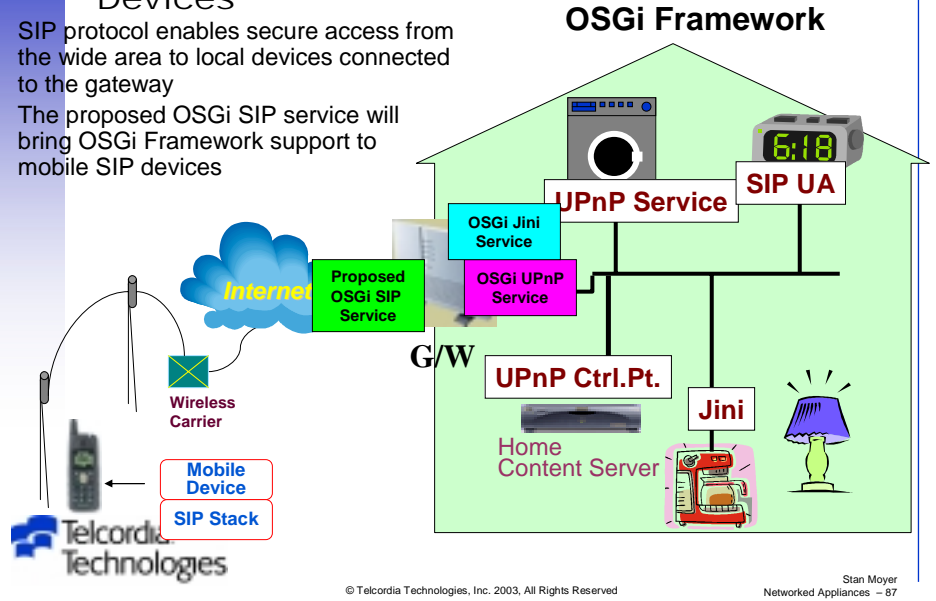 Devices
SIP protocol enables secure access from
the wide area to local devices connected
to the gateway
The proposed OSGi SIP service will
bring OSGi Framework support to
mobile SIP devices
OSGi Framework
6:18
SIP UA
UPnP Service
OSGi Jini
Service
OSGi UPnP
Service
Proposed
OSGi SIP
Service
Internet
G/W
UPnP Ctrl.Pt.
Jini
Home
Content Server
Wireless
Carrier
Mobile
Device
SIP Stack
Telcordia
Technologies
© Telcordia Technologies, Inc. 2003, All Rights Reserved
Stan Moyer
Networked Appliances – 87